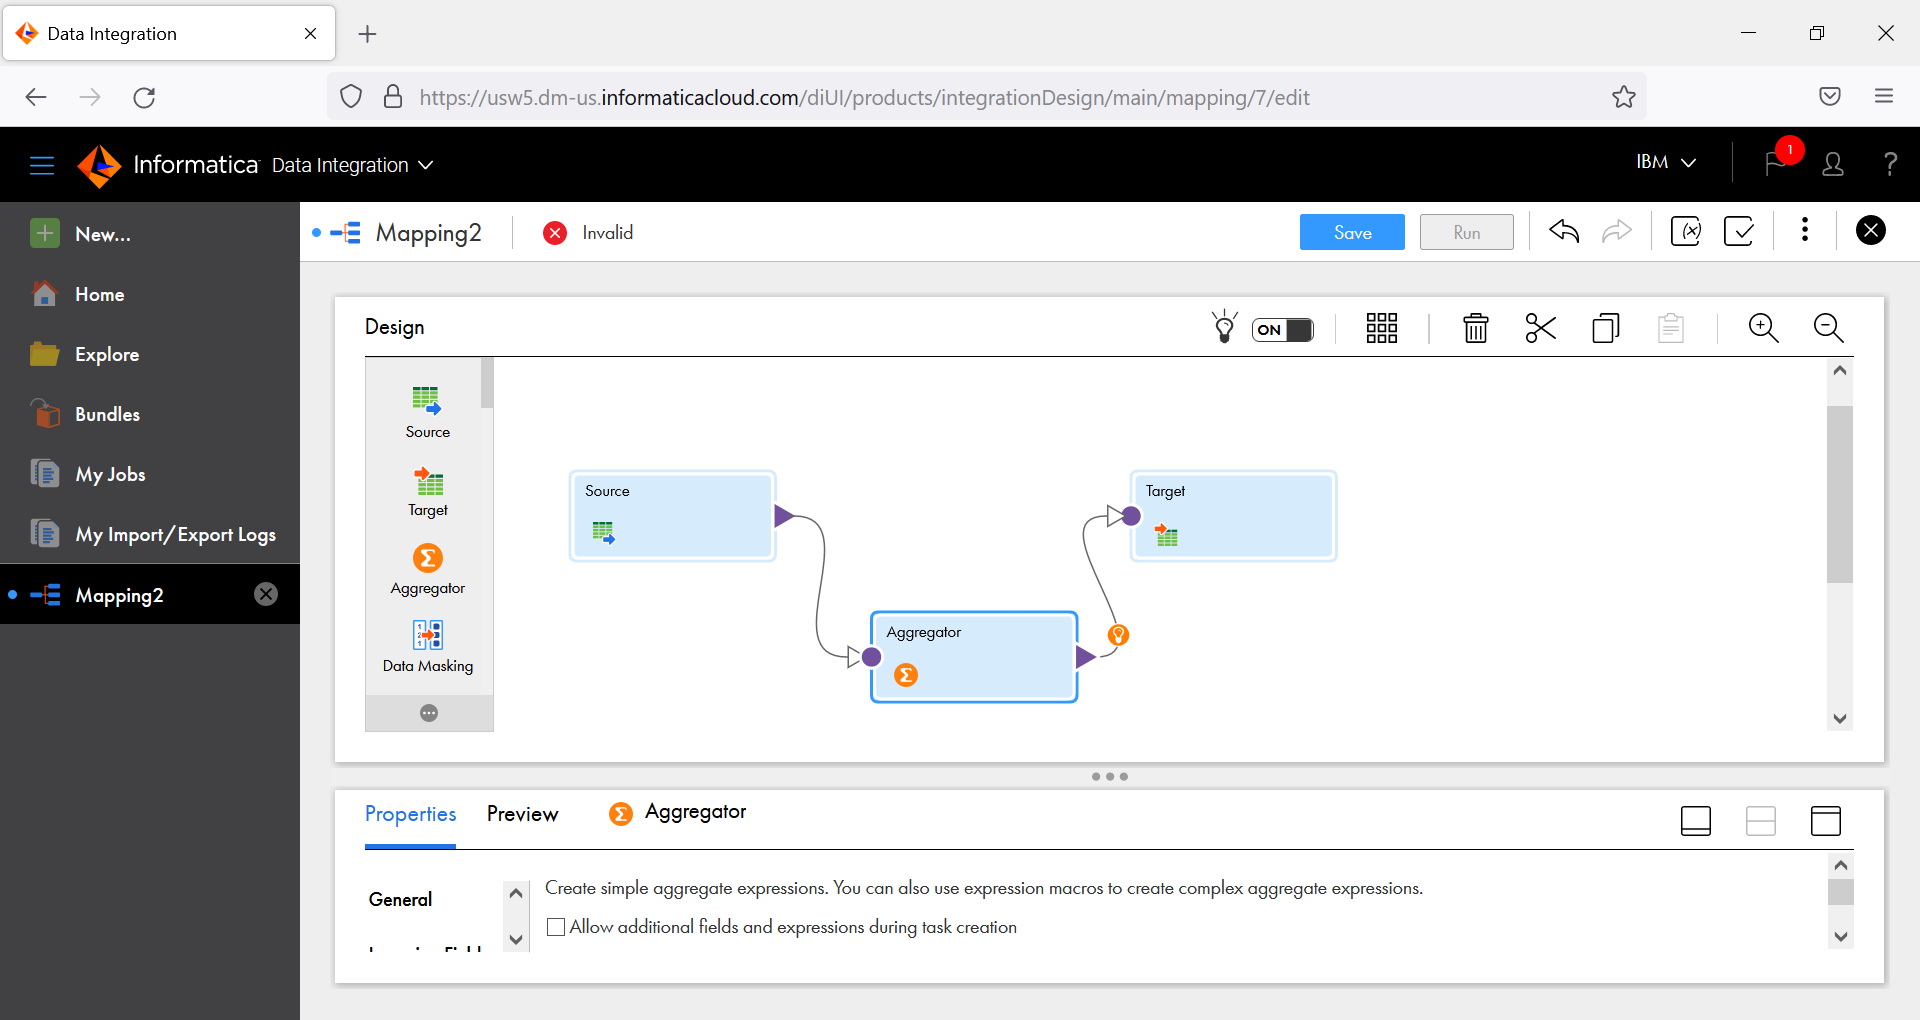 Data Integration
https://usw5.dm-us.informaticacloud.com/diUI/products/integrationDesign/main/mapping/7/edit
Informatica Data Integration
IBM
1
?
New...
Mapping2
Invalid
Save
Run
Home
Explore
Bundles
My Jobs
My Import/Export Logs
Mapping2
Design
ON
Source
Target
Aggregator
Data Masking
Source
Target
Aggregator
Properties
Preview
Aggregator
General
Create simple aggregate expressions. You can also use expression macros to create complex aggregate expressions.
Allow additional fields and expressions during task creation